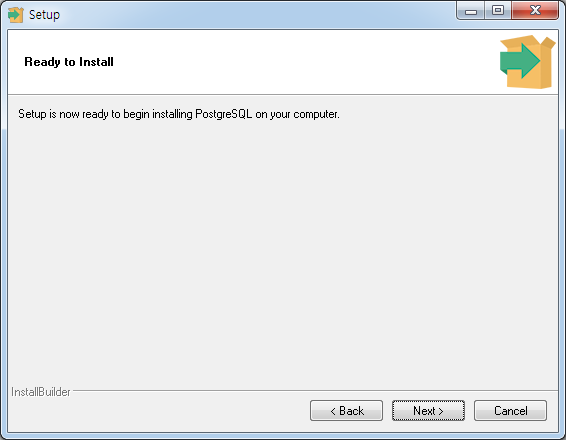 Setup
Ready to Install
Setup is now ready to begin installing PostgreSQL on your computer.
InstallBuilder
< Back
Next >
Cancel